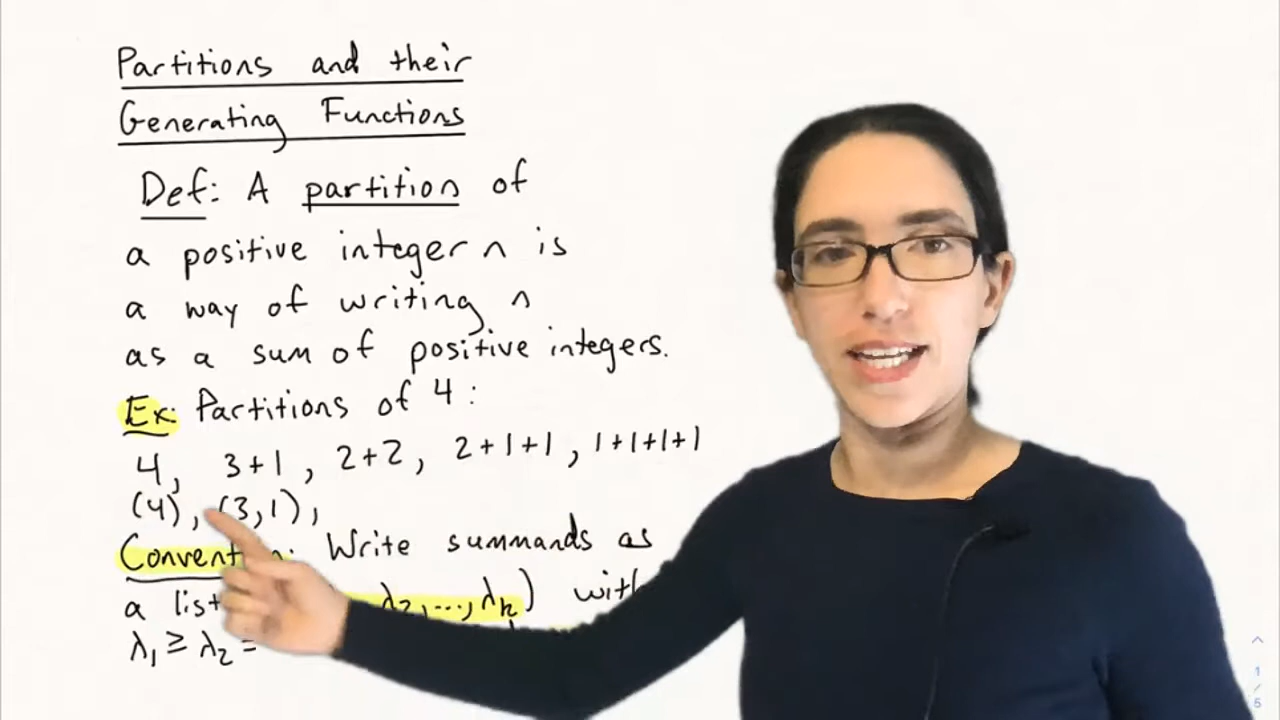 Partitions and their
Generating Functions
Def: A partition of
a positive integer n is
a way of writing n
as a sum of positive integers.
Ex: Partitions of 4:
4, 3+1, 2+2, 2+1+1, 1+1+1+1
(4), (3,1),
Write summands as
a λ2,...,λk)
λ1 ≥ λ2
1
/
5